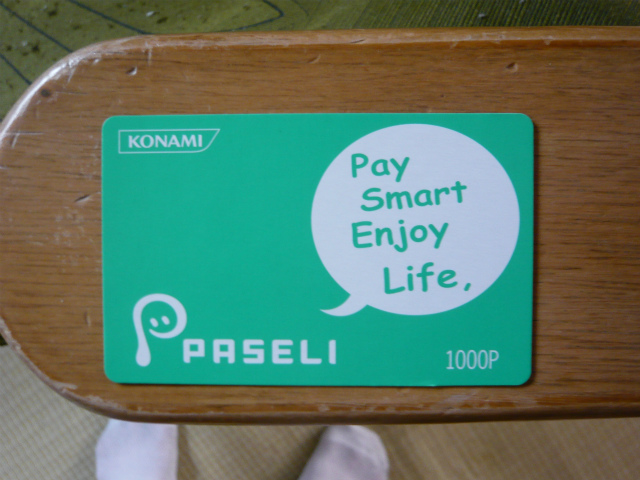 KONAMI
Pay
Smart
Enjoy
Life,
PASELI
1000P